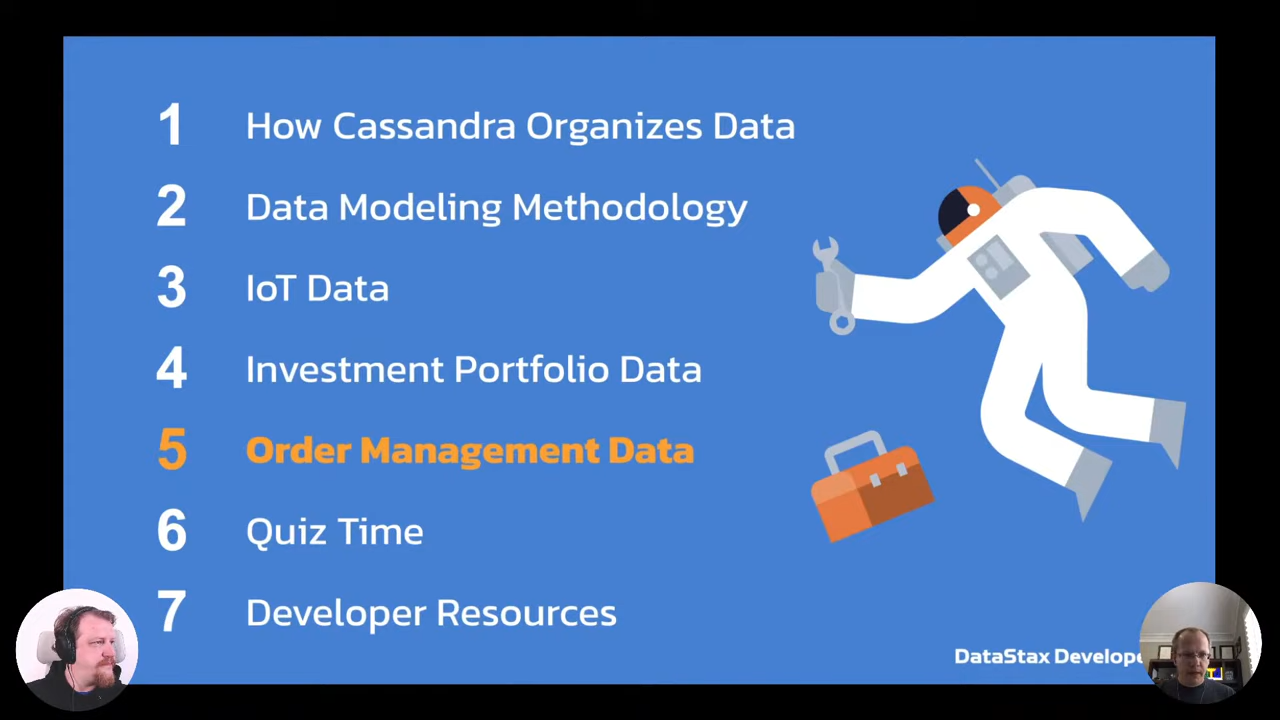 1 How Cassandra Organizes Data
2 Data Modeling Methodology
3 IoT Data
4 Investment Portfolio Data
5 Order Management Data
6 Quiz Time
7 Developer Resources
DataStax Develope